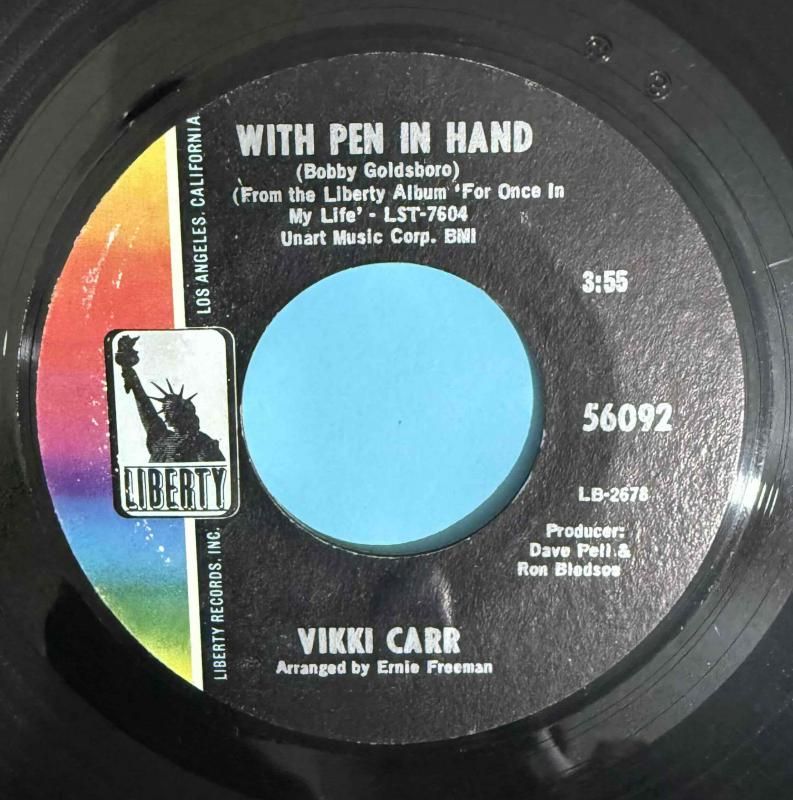 WITH PEN IN HAND
(Bobby Goldsboro)
(From the Liberty Album 'For Once In
My Life' - LST-7604
Unart Music Corp. BMI
3:55
56092
LB-2678
Producer:
Dave Pell &
Ron Bledsoe
VIKKI CARR
Arranged by Ernie Freeman
LIBERTY
LIBERTY RECORDS, INC. LOS ANGELES, CALIFORNIA